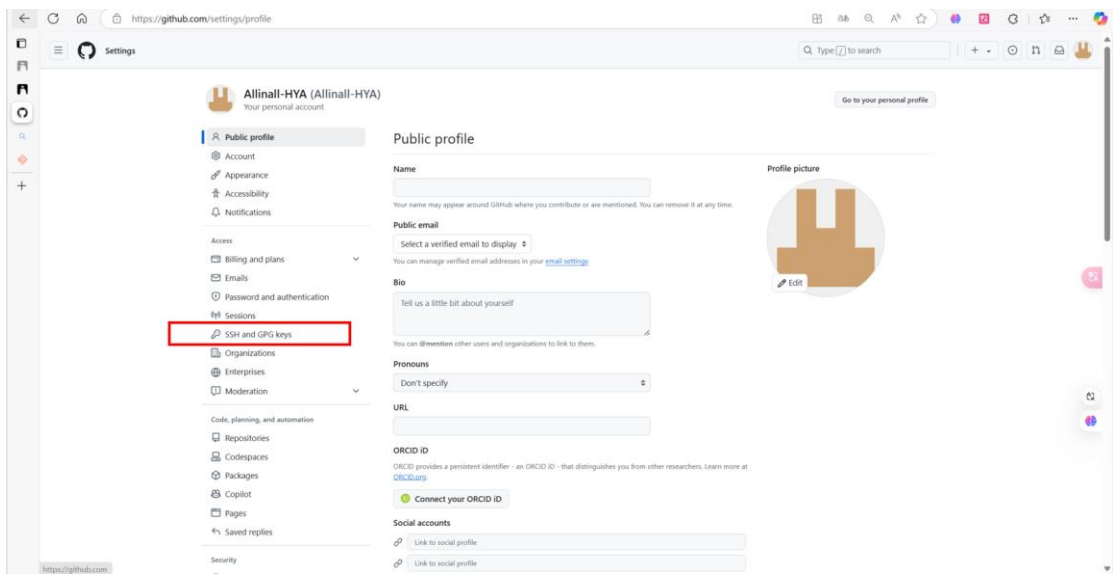 https://github.com/settings/profile
Settings
Type / to search
Allinall-HYA (Allinall-HYA)
Your personal account
Go to your personal profile
Public profile
Account
Appearance
Accessibility
Notifications
Access
Billing and plans
Emails
Password and authentication
Sessions
SSH and GPG keys
Organizations
Enterprises
Moderation
Code, planning, and automation
Repositories
Codespaces
Packages
Copilot
Pages
Saved replies
Security
Public profile
Name
Your name may appear around GitHub where you contribute or are mentioned. You can remove it at any time.
Public email
Select a verified email to display
You can manage verified email addresses in your email settings
Bio
Tell us a little bit about yourself
You can @mention other users and organizations to link to them.
Pronouns
Don't specify
URL
ORCID iD
ORCID provides a persistent identifier - an ORCID iD - that distinguishes you from other researchers. Learn more at
ORCID.org.
Connect your ORCID iD
Social accounts
Link to social profile
Link to social profile
Profile picture
Edit
https://github.com